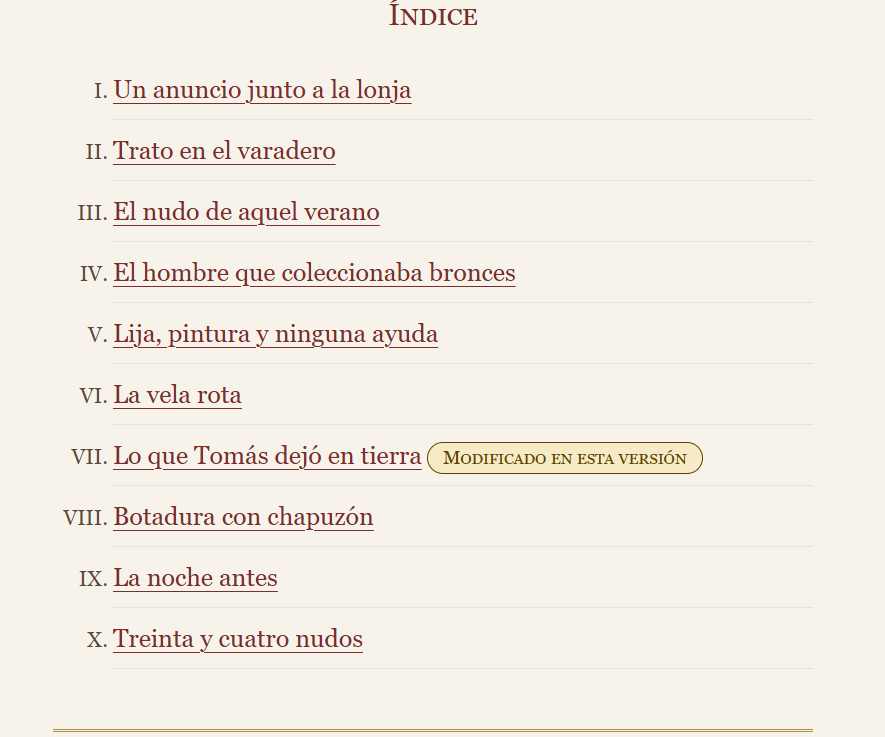 Índice
I. Un anuncio junto a la lonja
II. Trato en el varadero
III. El nudo de aquel verano
IV. El hombre que coleccionaba bronces
V. Lija, pintura y ninguna ayuda
VI. La vela rota
VII. Lo que Tomás dejó en tierra Modificado en esta versión
VIII. Botadura con chapuzón
IX. La noche antes
X. Treinta y cuatro nudos